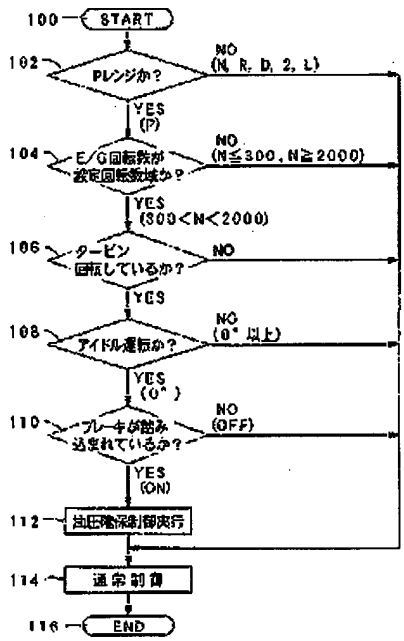 100 START
102 Pレンジか? NO
(N, R, D, 2, L)
YES
(P)
104 E/G回転数が
設定回転数域か?
NO
(N≦300, N≧2000)
YES
(300<N<2000)
106 タービン
回転しているか?
NO
YES
108 アイドル運転か?
NO
(0° 以上)
YES
(0°)
110 ブレーキが踏み
込まれているか?
NO
(OFF)
YES
(ON)
112 油圧確保制御実行
114 通常制御
116 END